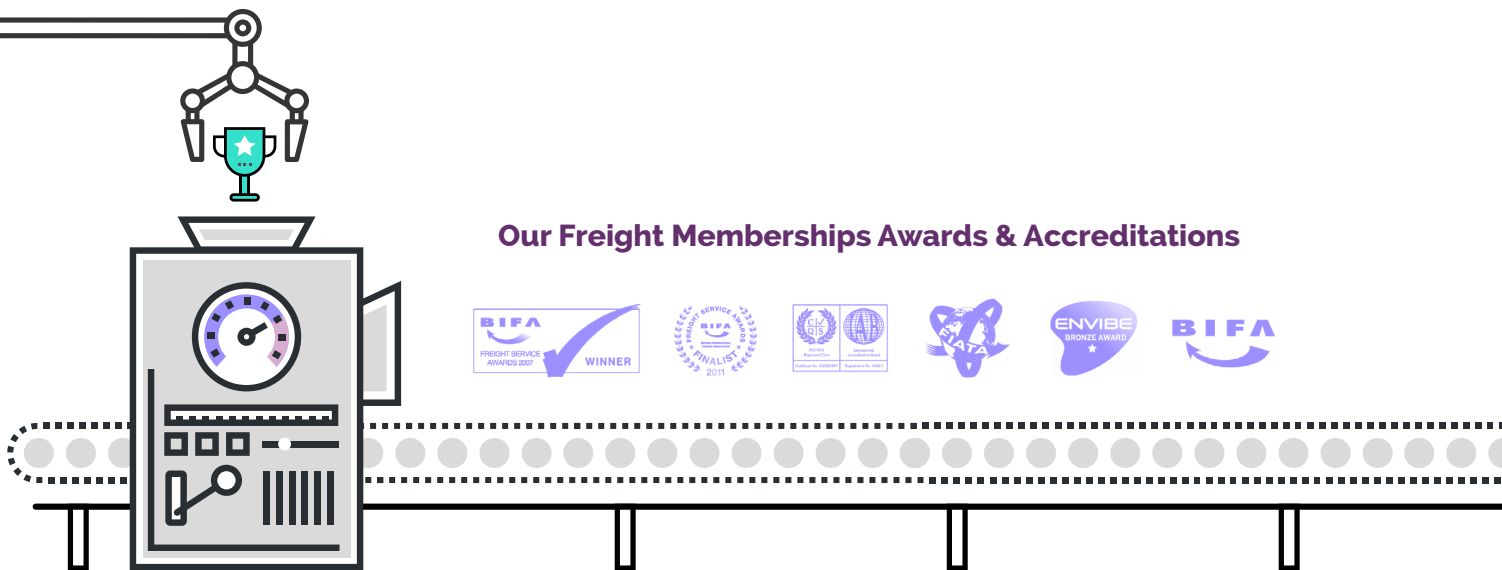 Our Freight Memberships Awards & Accreditations
BIFA
FREIGHT SERVICE
AWARDS 2007
WINNER
FREIGHT SERVICE AWARDS
BIFA
FINALIST
2011
FIATA
ENVIBE
BRONZE AWARD
BIFA